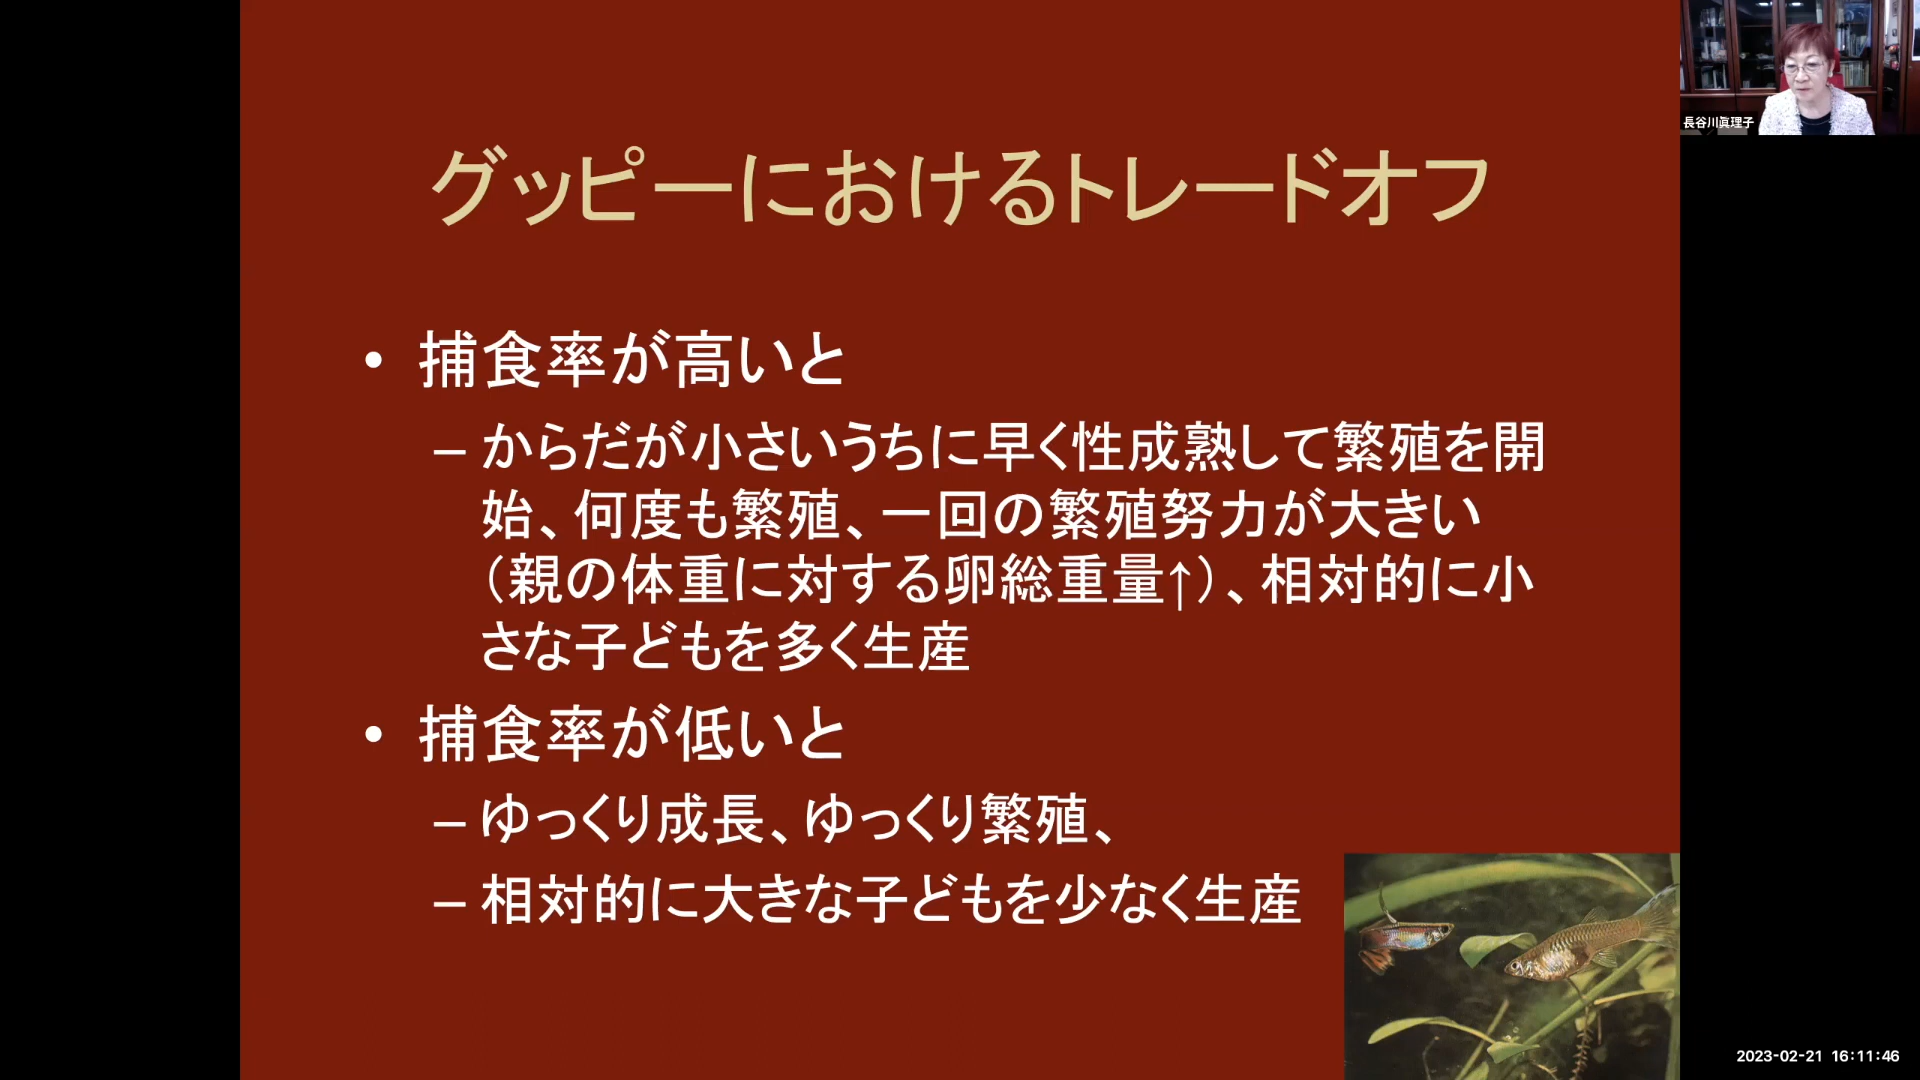 グッピーにおけるトレードオフ
• 捕食率が高いと
– からだが小さいうちに早く性成熟して繁殖を開
始、何度も繁殖、一回の繁殖努力が大きい
（親の体重に対する卵総重量↑）、相対的に小
さな子どもを多く生産
• 捕食率が低いと
– ゆっくり成長、ゆっくり繁殖、
– 相対的に大きな子どもを少なく生産
長谷川眞理子
2023-02-21 16:11:46